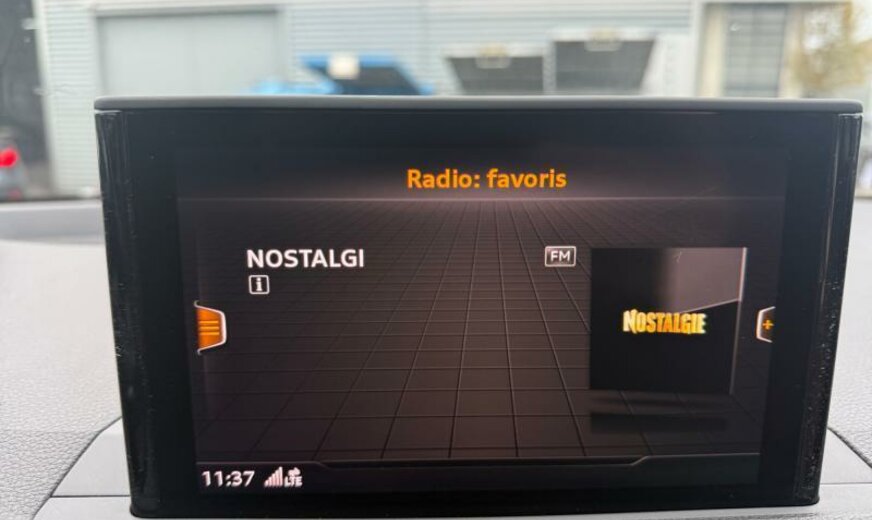 Radio: favoris
NOSTALGI
FM
i
NOSTALGIE
11:37
LTE